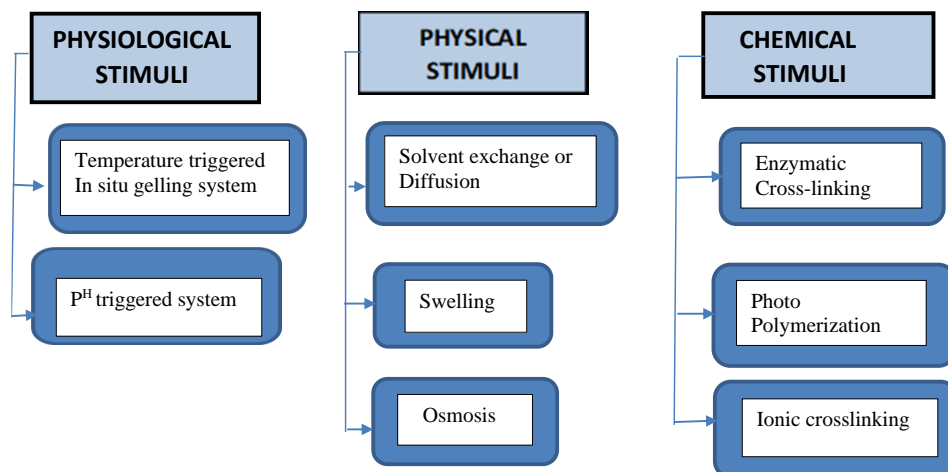 PHYSIOLOGICAL
STIMULI
Temperature triggered
In situ gelling system
Pᴴ triggered system
PHYSICAL
STIMULI
Solvent exchange or
Diffusion
Swelling
Osmosis
CHEMICAL
STIMULI
Enzymatic
Cross-linking
Photo
Polymerization
Ionic crosslinking